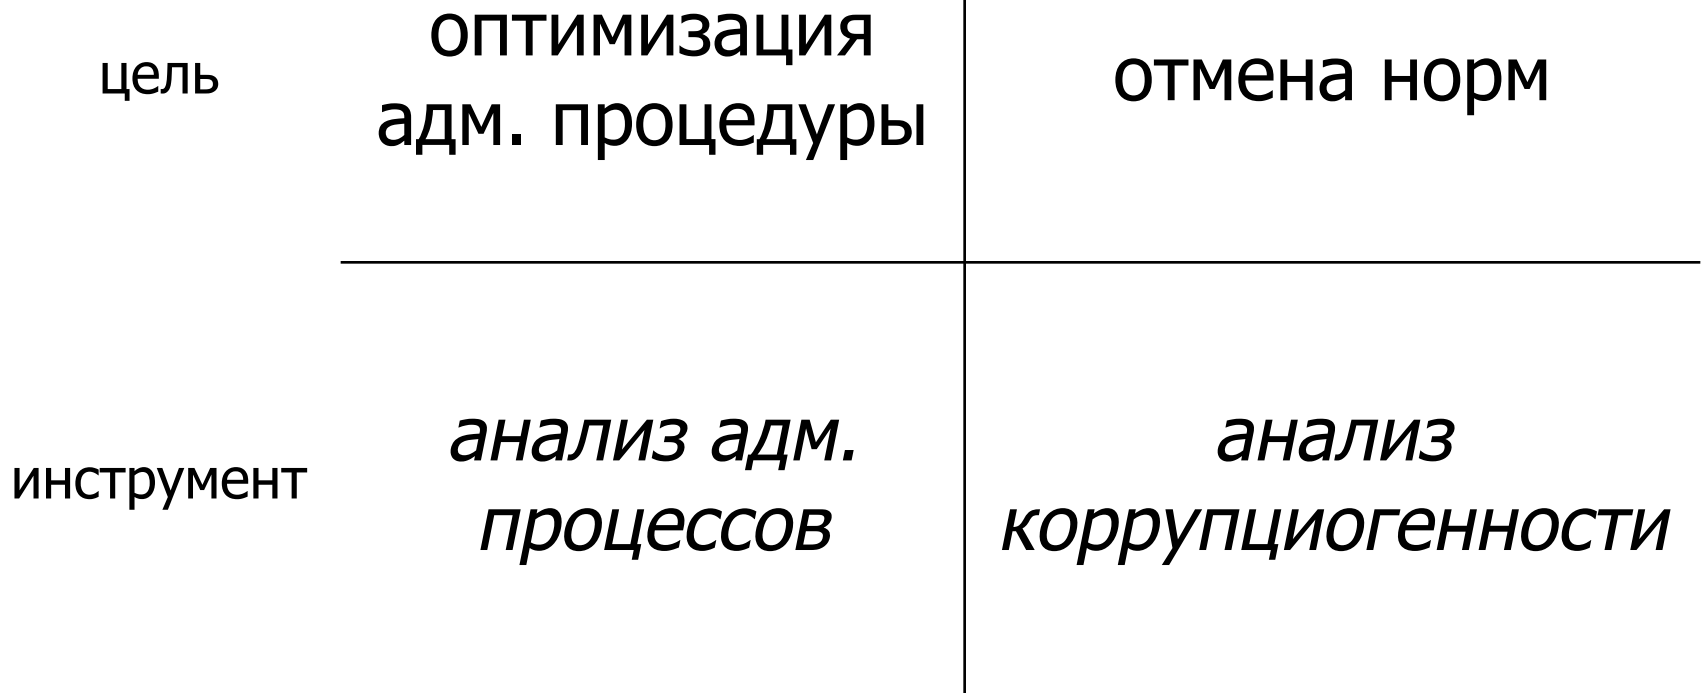 цель
оптимизация
адм. процедуры
отмена норм
инструмент
анализ адм.
процессов
анализ
коррупциогенности